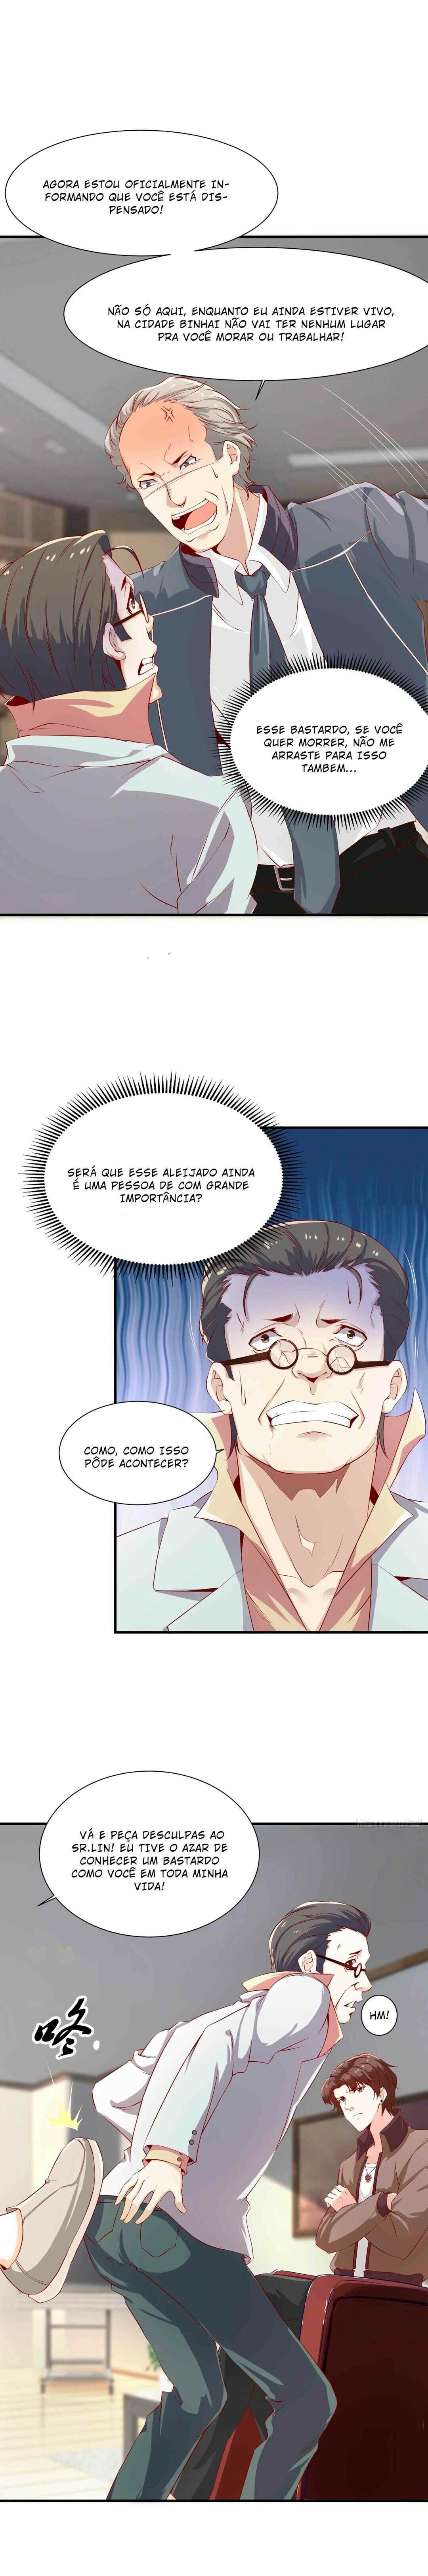 AGORA ESTOU OFICIALMENTE IN-
FORMANDO QUE VOCÊ ESTÁ DIS-
PENSADO!
NÃO SÓ AQUI, ENQUANTO EU AINDA ESTIVER VIVO,
NA CIDADE BINHAI NÃO VAI TER NENHUM LUGAR
PRA VOCÊ MORAR OU TRABALHAR!
ESSE BASTARDO, SE VOCÊ
QUER MORRER, NÃO ME
ARRASTE PARA ISSO
TAMBEM...
SERÁ QUE ESSE ALEIJADO AINDA
É UMA PESSOA DE COM GRANDE
IMPORTÂNCIA?
COMO, COMO ISSO
PÔDE ACONTECER?
VÁ E PEÇA DESCULPAS AO
SR.LIN! EU TIVE O AZAR DE
CONHECER UM BASTARDO
COMO VOCÊ EM TODA MINHA
VIDA!
HM!
咚